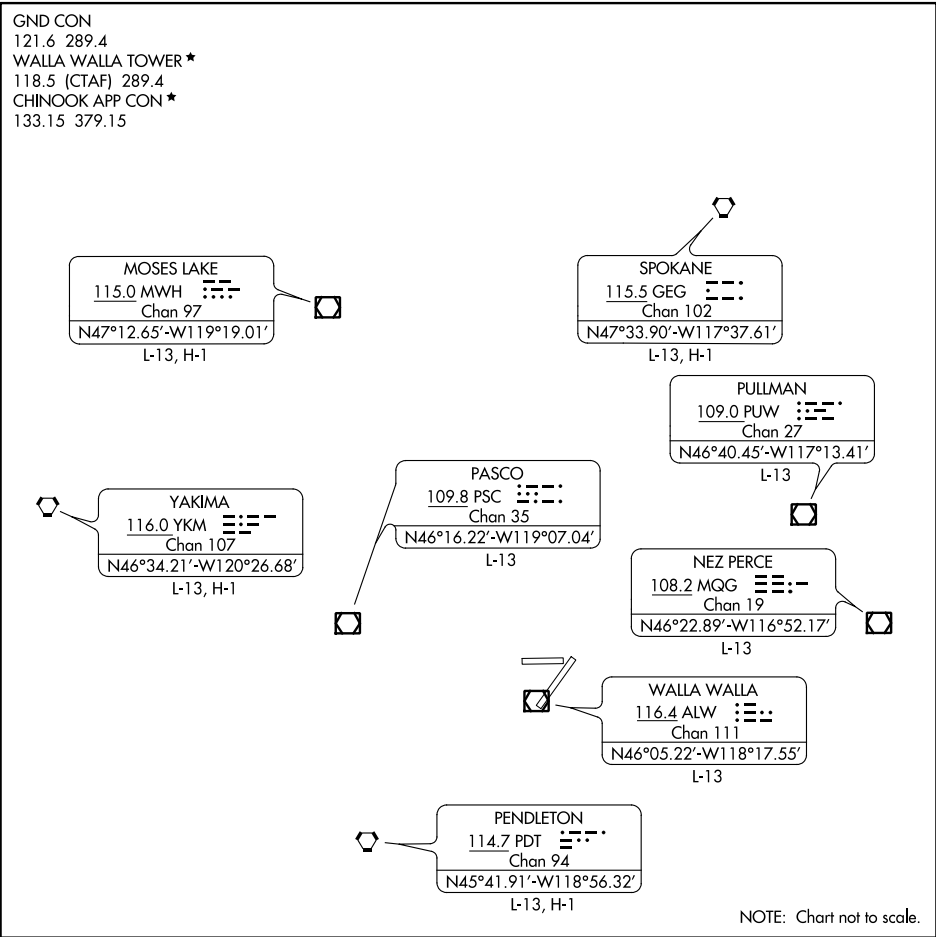 GND CON
121.6 289.4
WALLA WALLA TOWER ★
118.5 (CTAF) 289.4
CHINOOK APP CON ★
133.15 379.15
MOSES LAKE
115.0 MWH
Chan 97
N47°12.65'-W119°19.01'
L-13, H-1
SPOKANE
115.5 GEG
Chan 102
N47°33.90'-W117°37.61'
L-13, H-1
PULLMAN
109.0 PUW
Chan 27
N46°40.45'-W117°13.41'
L-13
PASCO
109.8 PSC
Chan 35
N46°16.22'-W119°07.04'
L-13
YAKIMA
116.0 YKM
Chan 107
N46°34.21'-W120°26.68'
L-13, H-1
NEZ PERCE
108.2 MQG
Chan 19
N46°22.89'-W116°52.17'
L-13
WALLA WALLA
116.4 ALW
Chan 111
N46°05.22'-W118°17.55'
L-13
PENDLETON
114.7 PDT
Chan 94
N45°41.91'-W118°56.32'
L-13, H-1
NOTE: Chart not to scale.